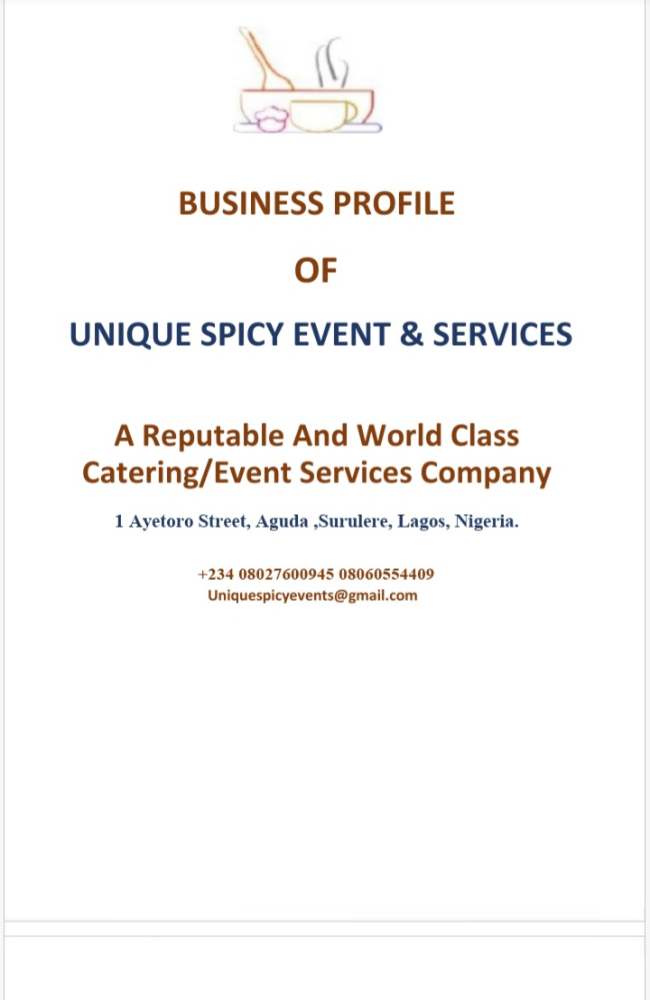 BUSINESS PROFILE
OF
UNIQUE SPICY EVENT & SERVICES
A Reputable And World Class
Catering/Event Services Company
1 Ayetoro Street, Aguda ,Surulere, Lagos, Nigeria.
+234 08027600945 08060554409
Uniquespicyevents@gmail.com